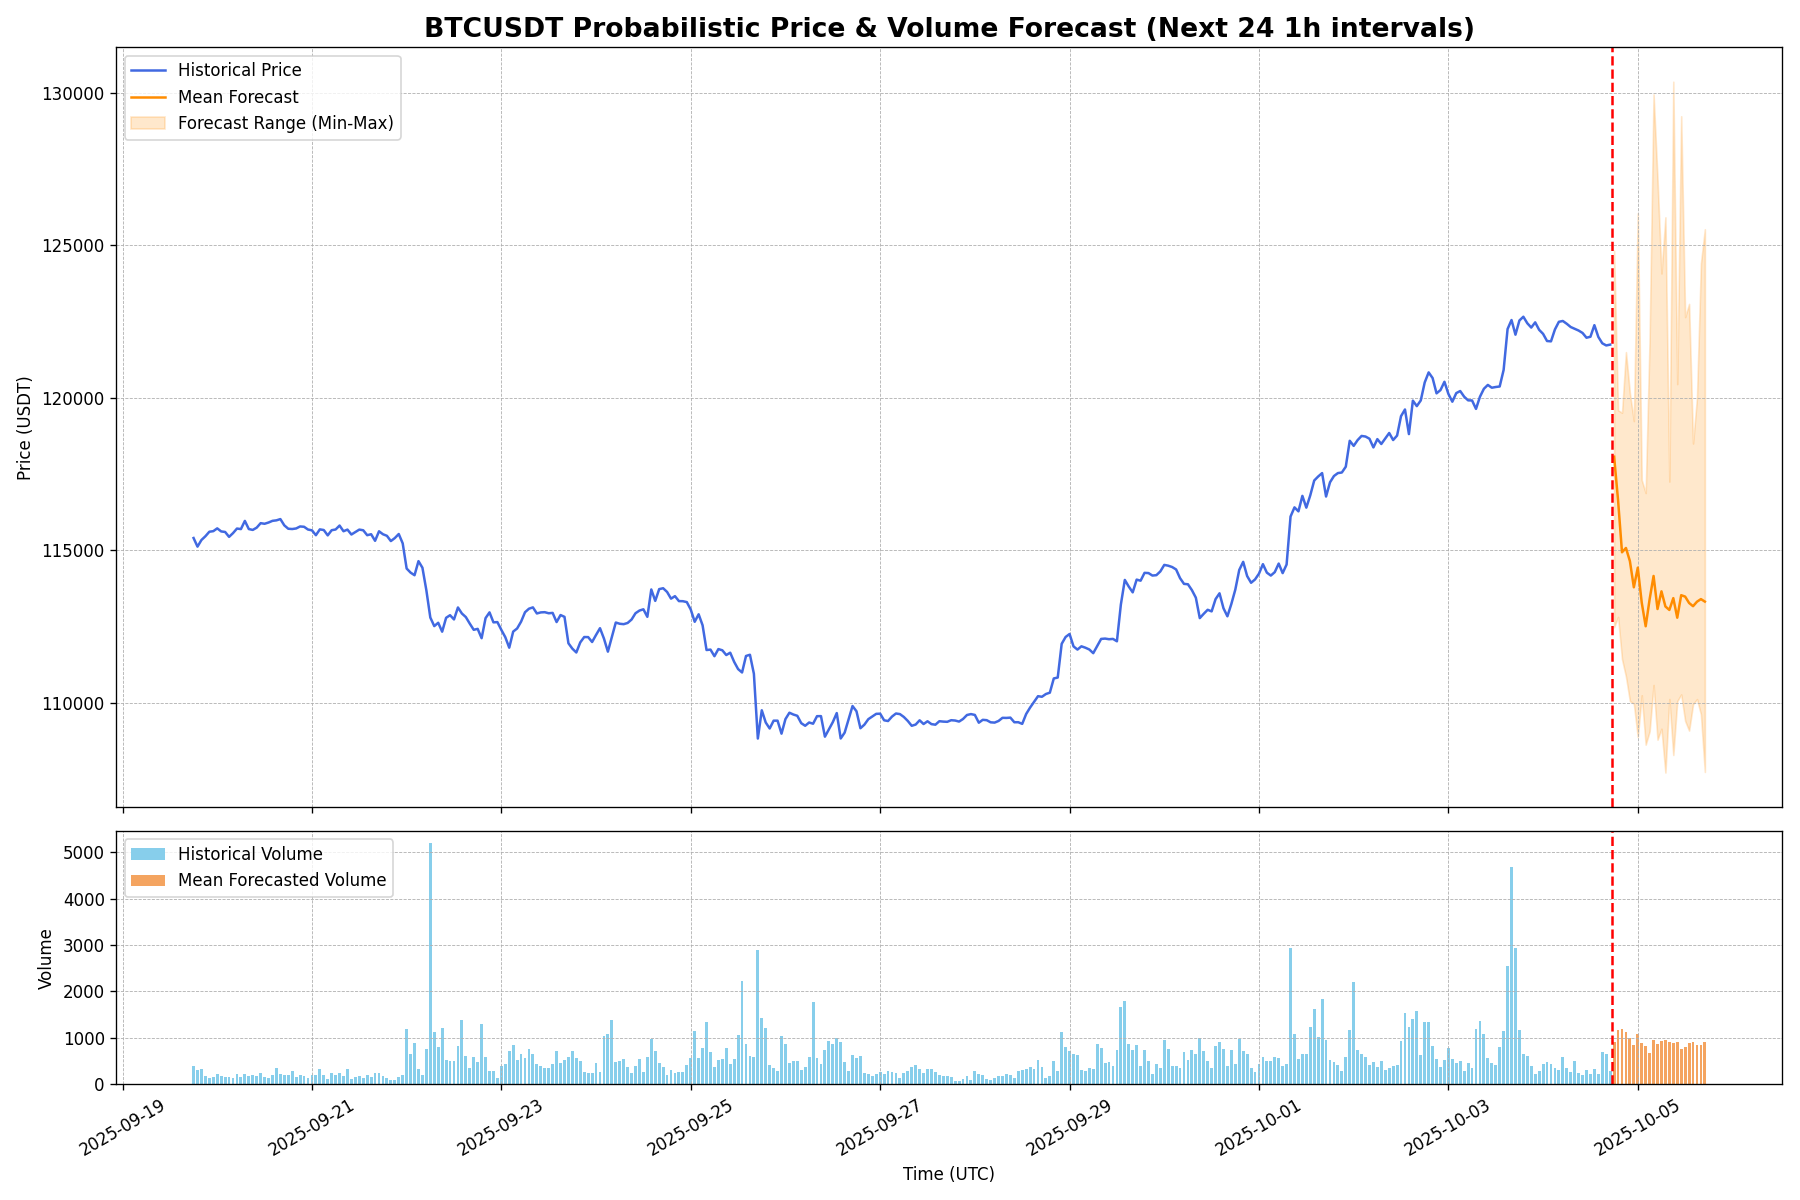 BTCUSDT Probabilistic Price & Volume Forecast (Next 24 1h intervals)
Historical Price
Mean Forecast
Forecast Range (Min-Max)
130000
125000
120000
115000
110000
Price (USDT)
Historical Volume
Mean Forecasted Volume
5000
4000
3000
2000
1000
0
Volume
2025-09-19
2025-09-21
2025-09-23
2025-09-25
2025-09-27
2025-09-29
2025-10-01
2025-10-03
2025-10-05
Time (UTC)